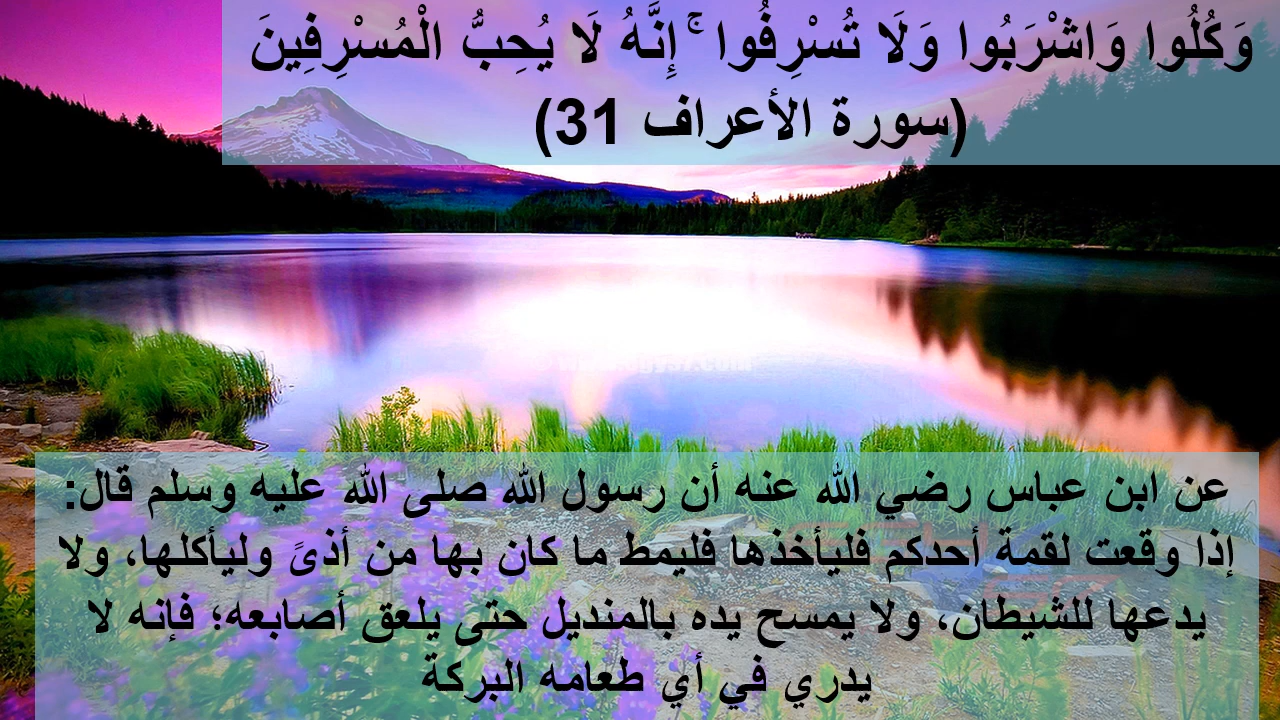 وَكُلُوا وَاشْرَبُوا وَلَا تُسْرِفُوا ۚ إِنَّهُ لَا يُحِبُّ الْمُسْرِفِينَ
(سورة الأعراف 31)
عن ابن عباس رضي الله عنه أن رسول الله صلى الله عليه وسلم قال:
إذا وقعت لقمة أحدكم فليأخذها فليمط ما كان بها من أذىً وليأكلها، ولا
يدعها للشيطان، ولا يمسح يده بالمنديل حتى يلعق أصابعه؛ فإنه لا
يدري في أي طعامه البركة